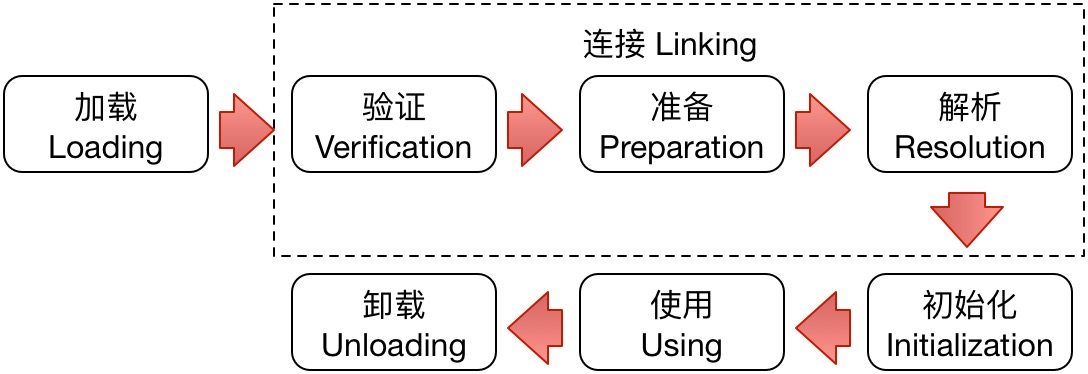 连接 Linking
加载
Loading
验证
Verification
准备
Preparation
解析
Resolution
初始化
Initialization
使用
Using
卸载
Unloading